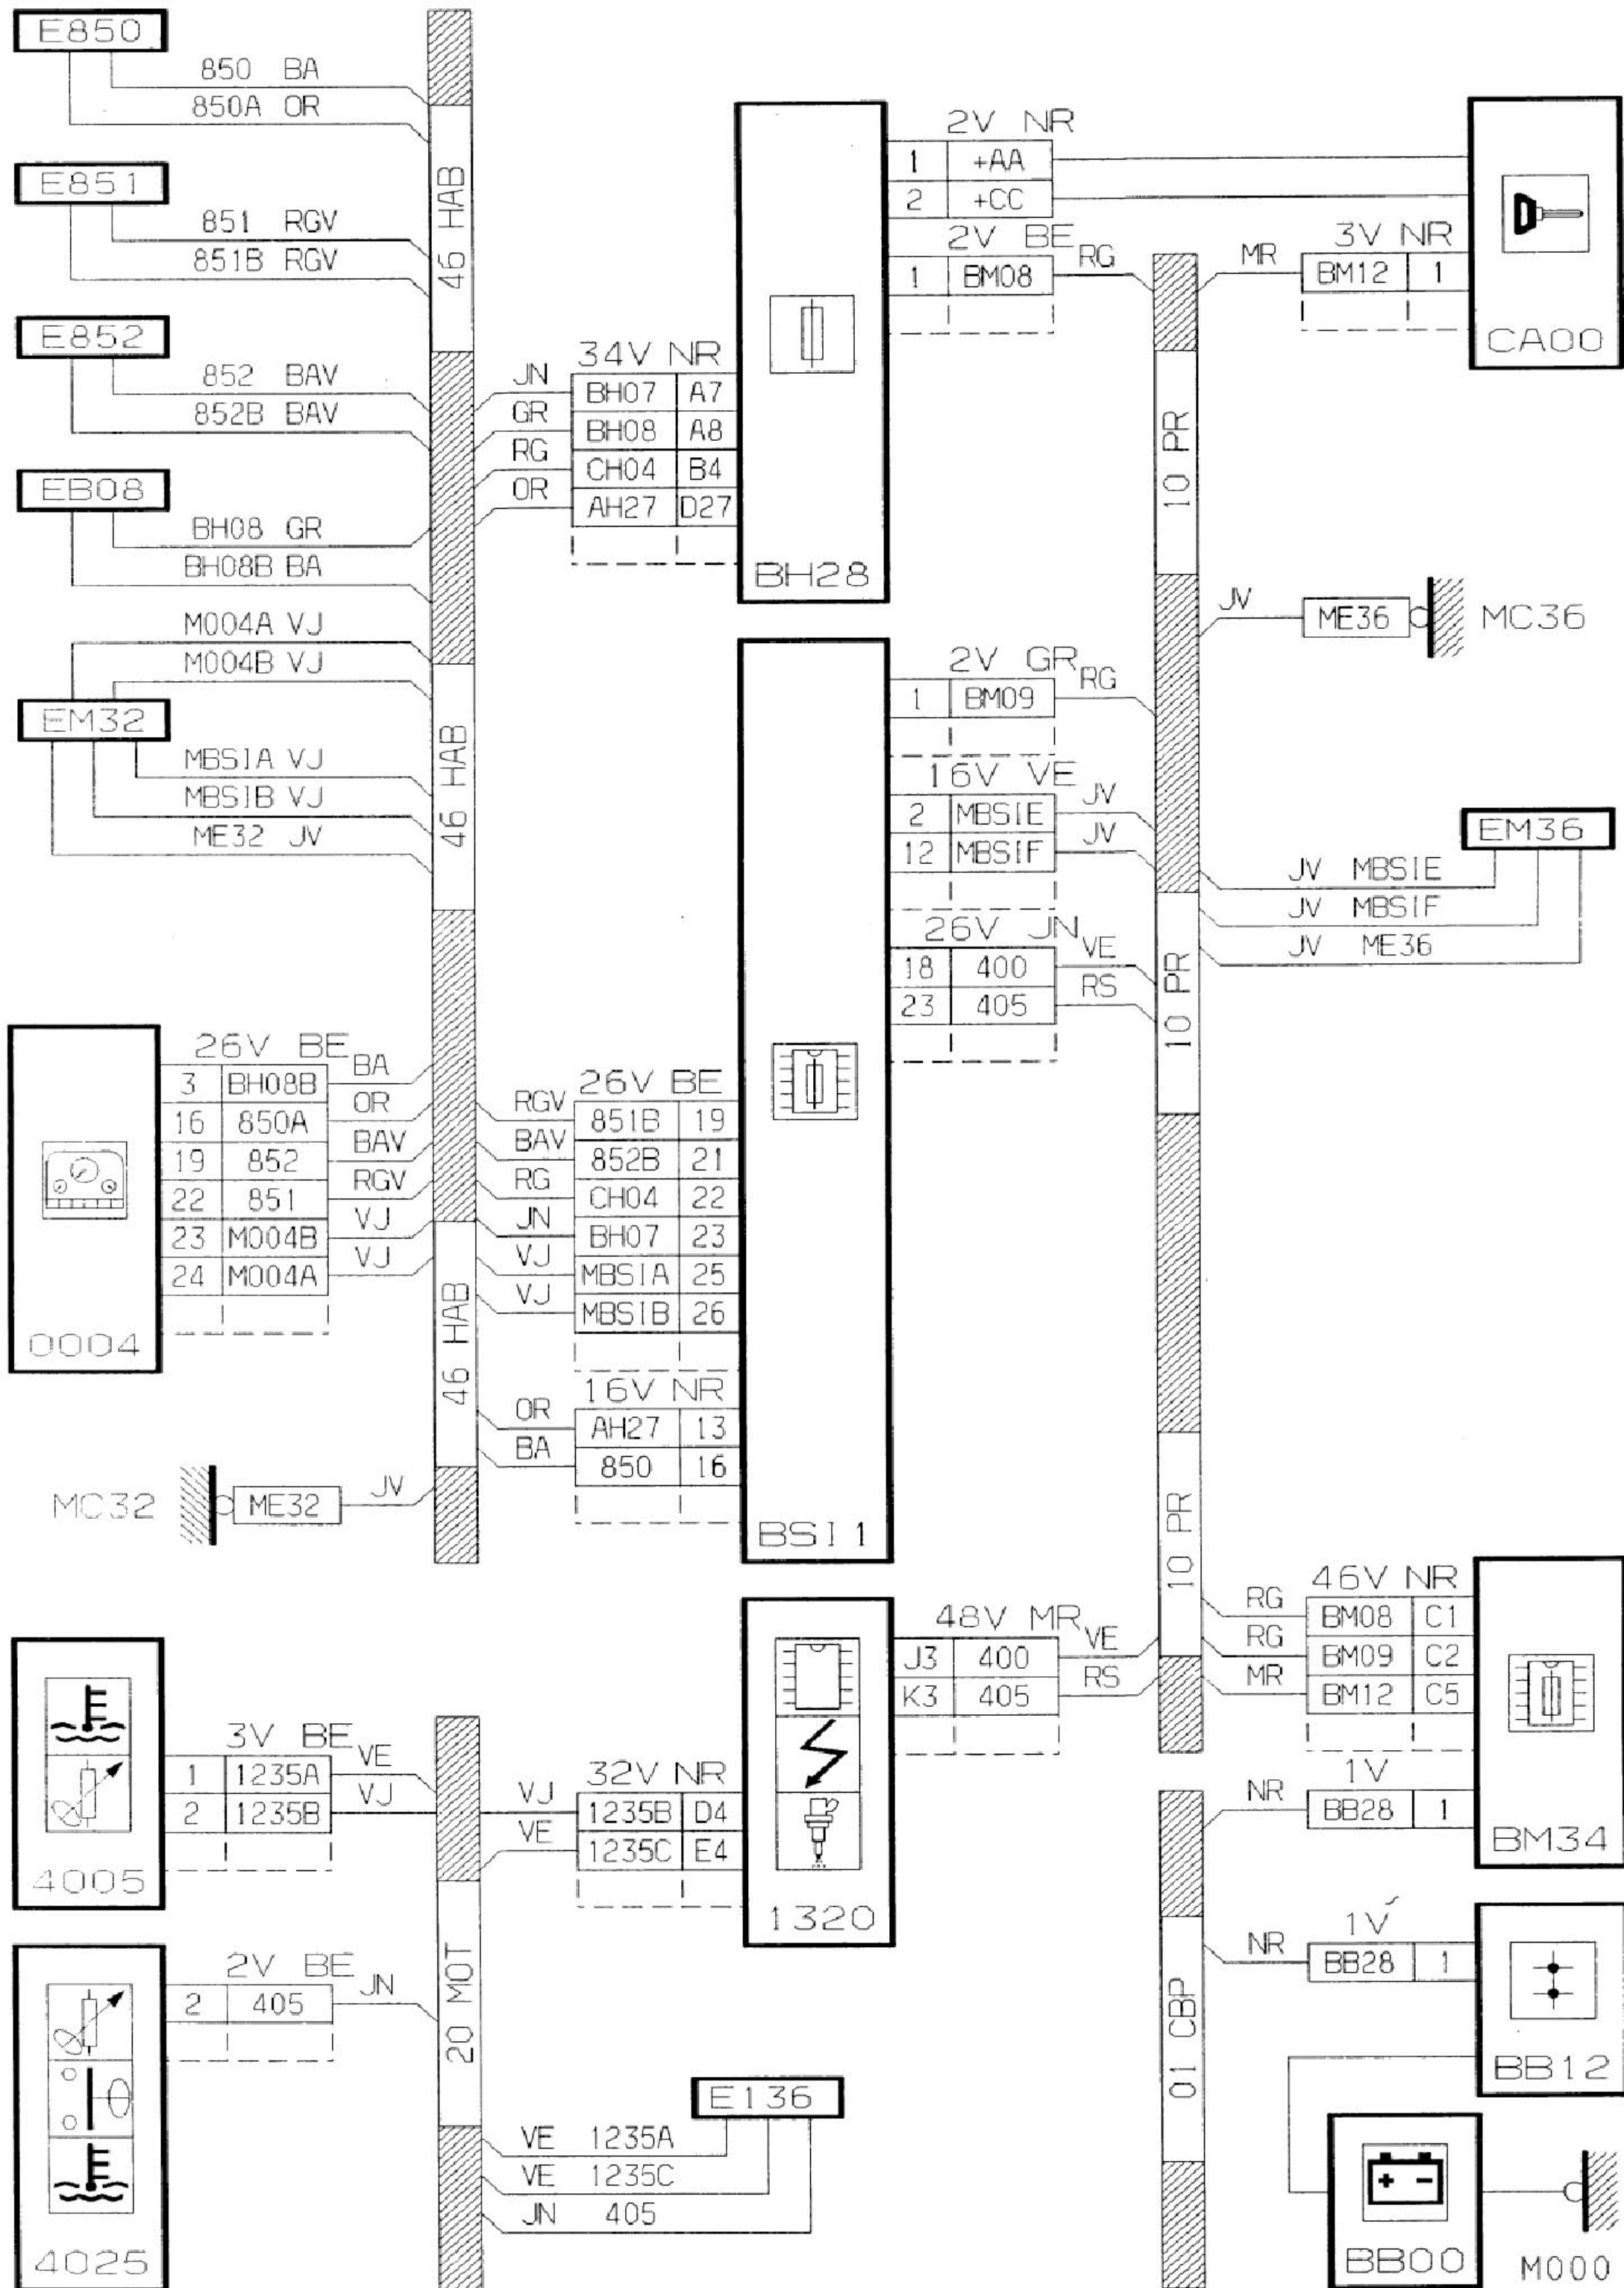 E850
850 BA
850A OR
E851
851 RGV
851B RGV
E852
852 BAV
852B BAV
EB08
BH08 GR
BH08B BA
M004A VJ
M004B VJ
EM32
MBSIA VJ
MBSIB VJ
ME32 JV
46 HAB
46 HAB
46 HAB
34V NR
JN BH07 A7
GR BH08 A8
RG CH04 B4
OR AH27 D27
BH28
2V NR
1 +AA
2 +CC
2V BE
1 BM08 RG
10 PR
10 PR
10 PR
3V NR
MR BM12 1
CA00
JV ME36 MC36
2V GR
1 BM09 RG
16V VE
2 MBSIE JV
12 MBSIF JV
26V JN
18 400 VE
23 405 RS
EM36
JV MBSIE
JV MBSIF
JV ME36
26V BE
3 BH08B BA
16 850A OR
19 852 BAV
22 851 RGV
23 M004B VJ
24 M004A VJ
0004
26V BE
RGV 851B 19
BAV 852B 21
RG CH04 22
JN BH07 23
VJ MBSIA 25
VJ MBSIB 26
16V NR
OR AH27 13
BA 850 16
BSI 1
MC32 ME32 JV
48V MR
J3 400 VE
K3 405 RS
46V NR
RG BM08 C1
RG BM09 C2
MR BM12 C5
1V
NR BB28 1
BM34
3V BE
1 1235A VE
2 1235B VJ
4005
32V NR
VJ 1235B D4
VE 1235C E4
1320
2V BE
2 405 JN
4025
20 MOT
E136
VE 1235A
VE 1235C
JN 405
01 CBP
1V
NR BB28 1
BB12
+ -
BB00
M000